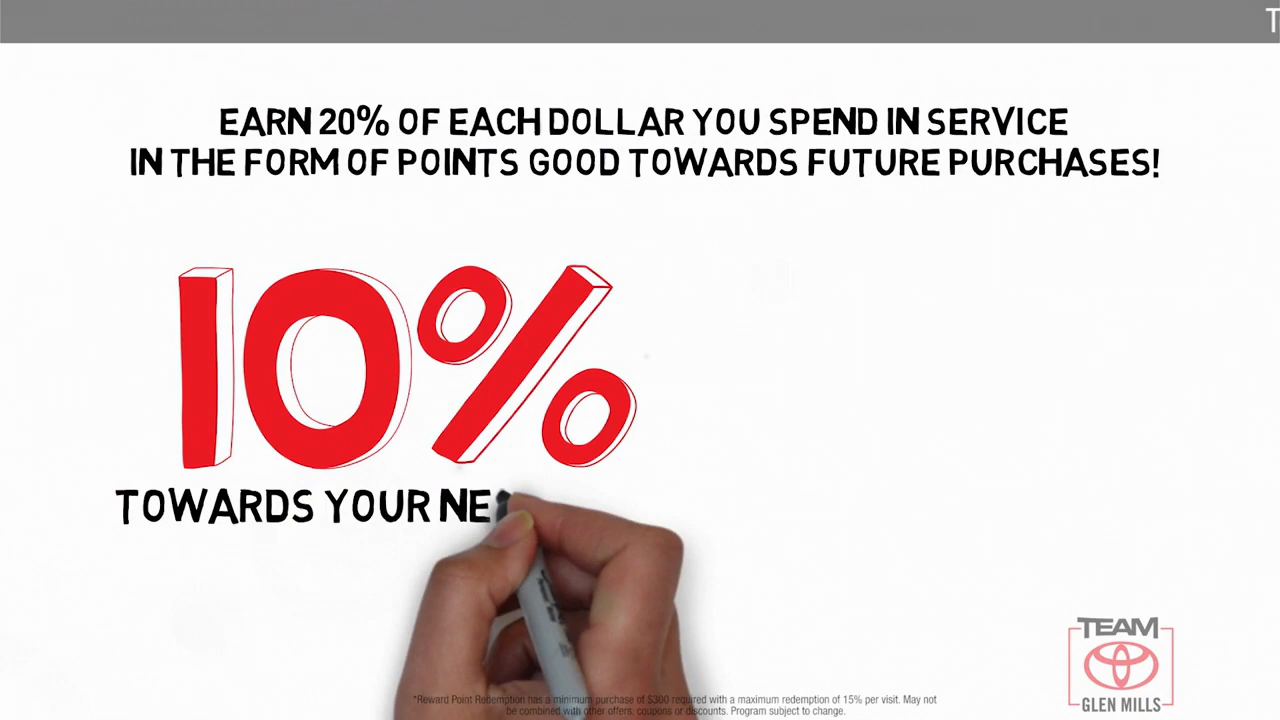 T
EARN 20% OF EACH DOLLAR YOU SPEND IN SERVICE
IN THE FORM OF POINTS GOOD TOWARDS FUTURE PURCHASES!
10%
TOWARDS YOUR NE
TEAM
GLEN MILLS
*Reward Point Redemption has a minimum purchase of $300 required with a maximum redemption of 15% per visit. May not
be combined with other offers, coupons or discounts. Program subject to change.